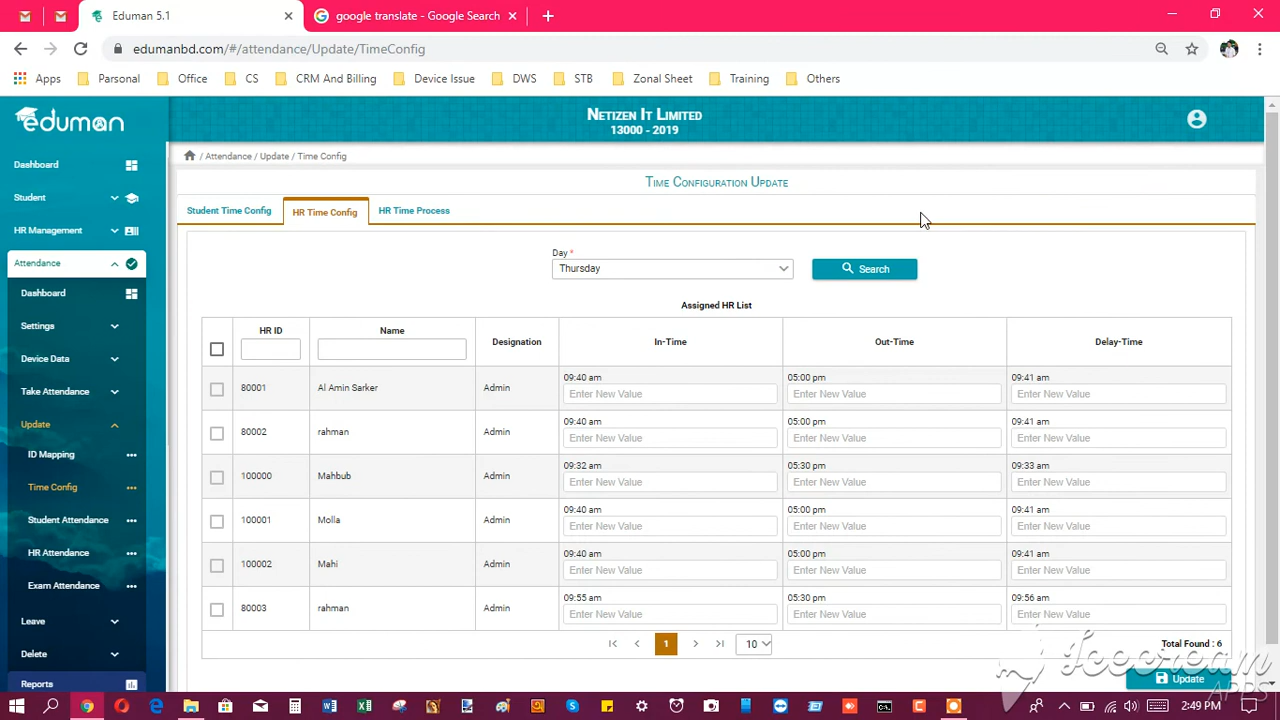 Eduman 5.1
google translate - Google Search
edumanbd.com/#/attendance/Update/TimeConfig
Apps
Parsonal
Office
CS
CRM And Billing
Device Issue
DWS
STB
Zonal Sheet
Training
Others
eduman
Netizen It Limited
13000 - 2019
/ Attendance / Update / Time Config
Time Configuration Update
Student Time Config
HR Time Config
HR Time Process
Dashboard
Student
HR Management
Attendance
Dashboard
Settings
Device Data
Take Attendance
Update
ID Mapping
Time Config
Student Attendance
HR Attendance
Exam Attendance
Leave
Delete
Reports
Day *
Thursday
Search
Assigned HR List
HR ID Name Designation In-Time Out-Time Delay-Time
09:40 am 05:00 pm 09:41 am
80001 Al Amin Sarker Admin Enter New Value Enter New Value Enter New Value
09:40 am 05:00 pm 09:41 am
80002 rahman Admin Enter New Value Enter New Value Enter New Value
09:32 am 05:30 pm 09:33 am
100000 Mahbub Admin Enter New Value Enter New Value Enter New Value
09:40 am 05:00 pm 09:41 am
100001 Molla Admin Enter New Value Enter New Value Enter New Value
09:40 am 05:00 pm 09:41 am
100002 Mahi Admin Enter New Value Enter New Value Enter New Value
09:55 am 05:30 pm 09:56 am
80003 rahman Admin Enter New Value Enter New Value Enter New Value
1 10 Total Found : 6
Update
Icecream
APPS
2:49 PM